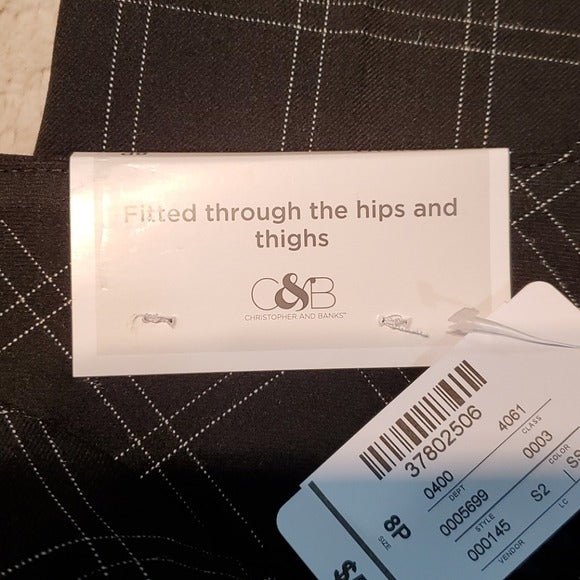 Fitted through the hips and
thighs
C&B
CHRISTOPHER AND BANKS™
37802506
0400 4061
DEPT CLASS
0005699 0003
STYLE COLOR
000145 S2
VENDOR LC
SIZE 8P